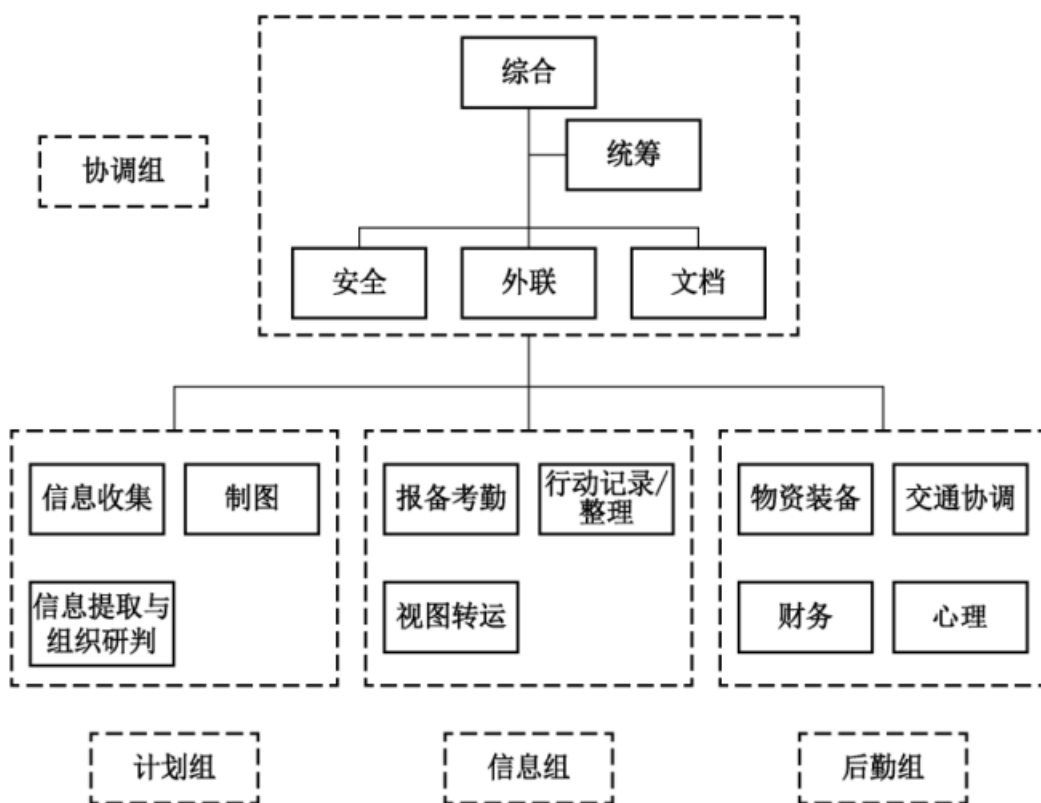 综合
统筹
协调组
安全
外联
文档
信息收集
制图
报备考勤
行动记录/
整理
物资装备
交通协调
信息提取与
组织研判
视图转运
财务
心理
计划组
信息组
后勤组